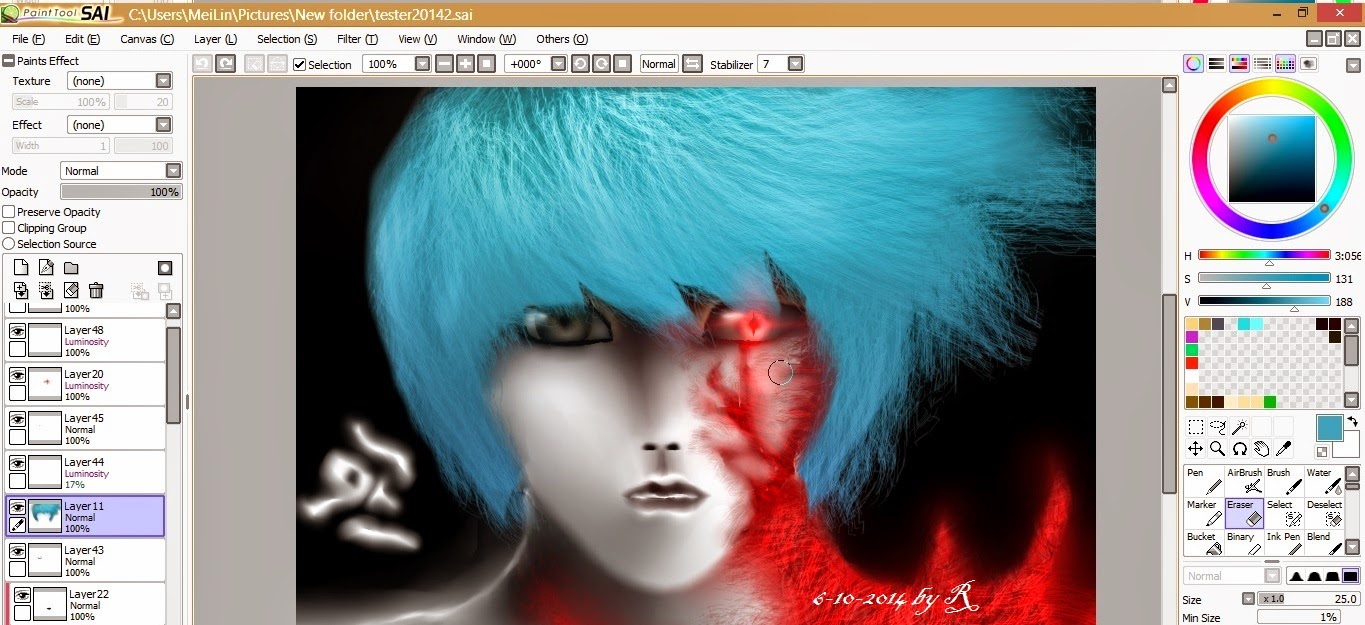 PaintTool SAI C:\Users\MeiLin\Pictures\New folder\tester20142.sai
File (F) Edit (E) Canvas (C) Layer (L) Selection (S) Filter (T) View (V) Window (W) Others (O)
Paints Effect
Selection 100% +000° Normal Stabilizer 7
Texture (none)
Scale 100% 20
Effect (none)
Width 1 100
Mode Normal
Opacity 100%
Preserve Opacity
Clipping Group
Selection Source
100%
Layer48
Luminosity
100%
Layer20
Luminosity
100%
Layer45
Normal
100%
Layer44
Luminosity
17%
Layer11
Normal
100%
Layer43
Normal
100%
Layer22
Normal
100%
6-10-2014 by R
H 3:056
S 131
V 188
Pen AirBrush Brush Water
Marker Eraser Select Deselect
Bucket Binary Ink Pen Blend
Normal
Size x 1.0 25.0
Min Size 1%